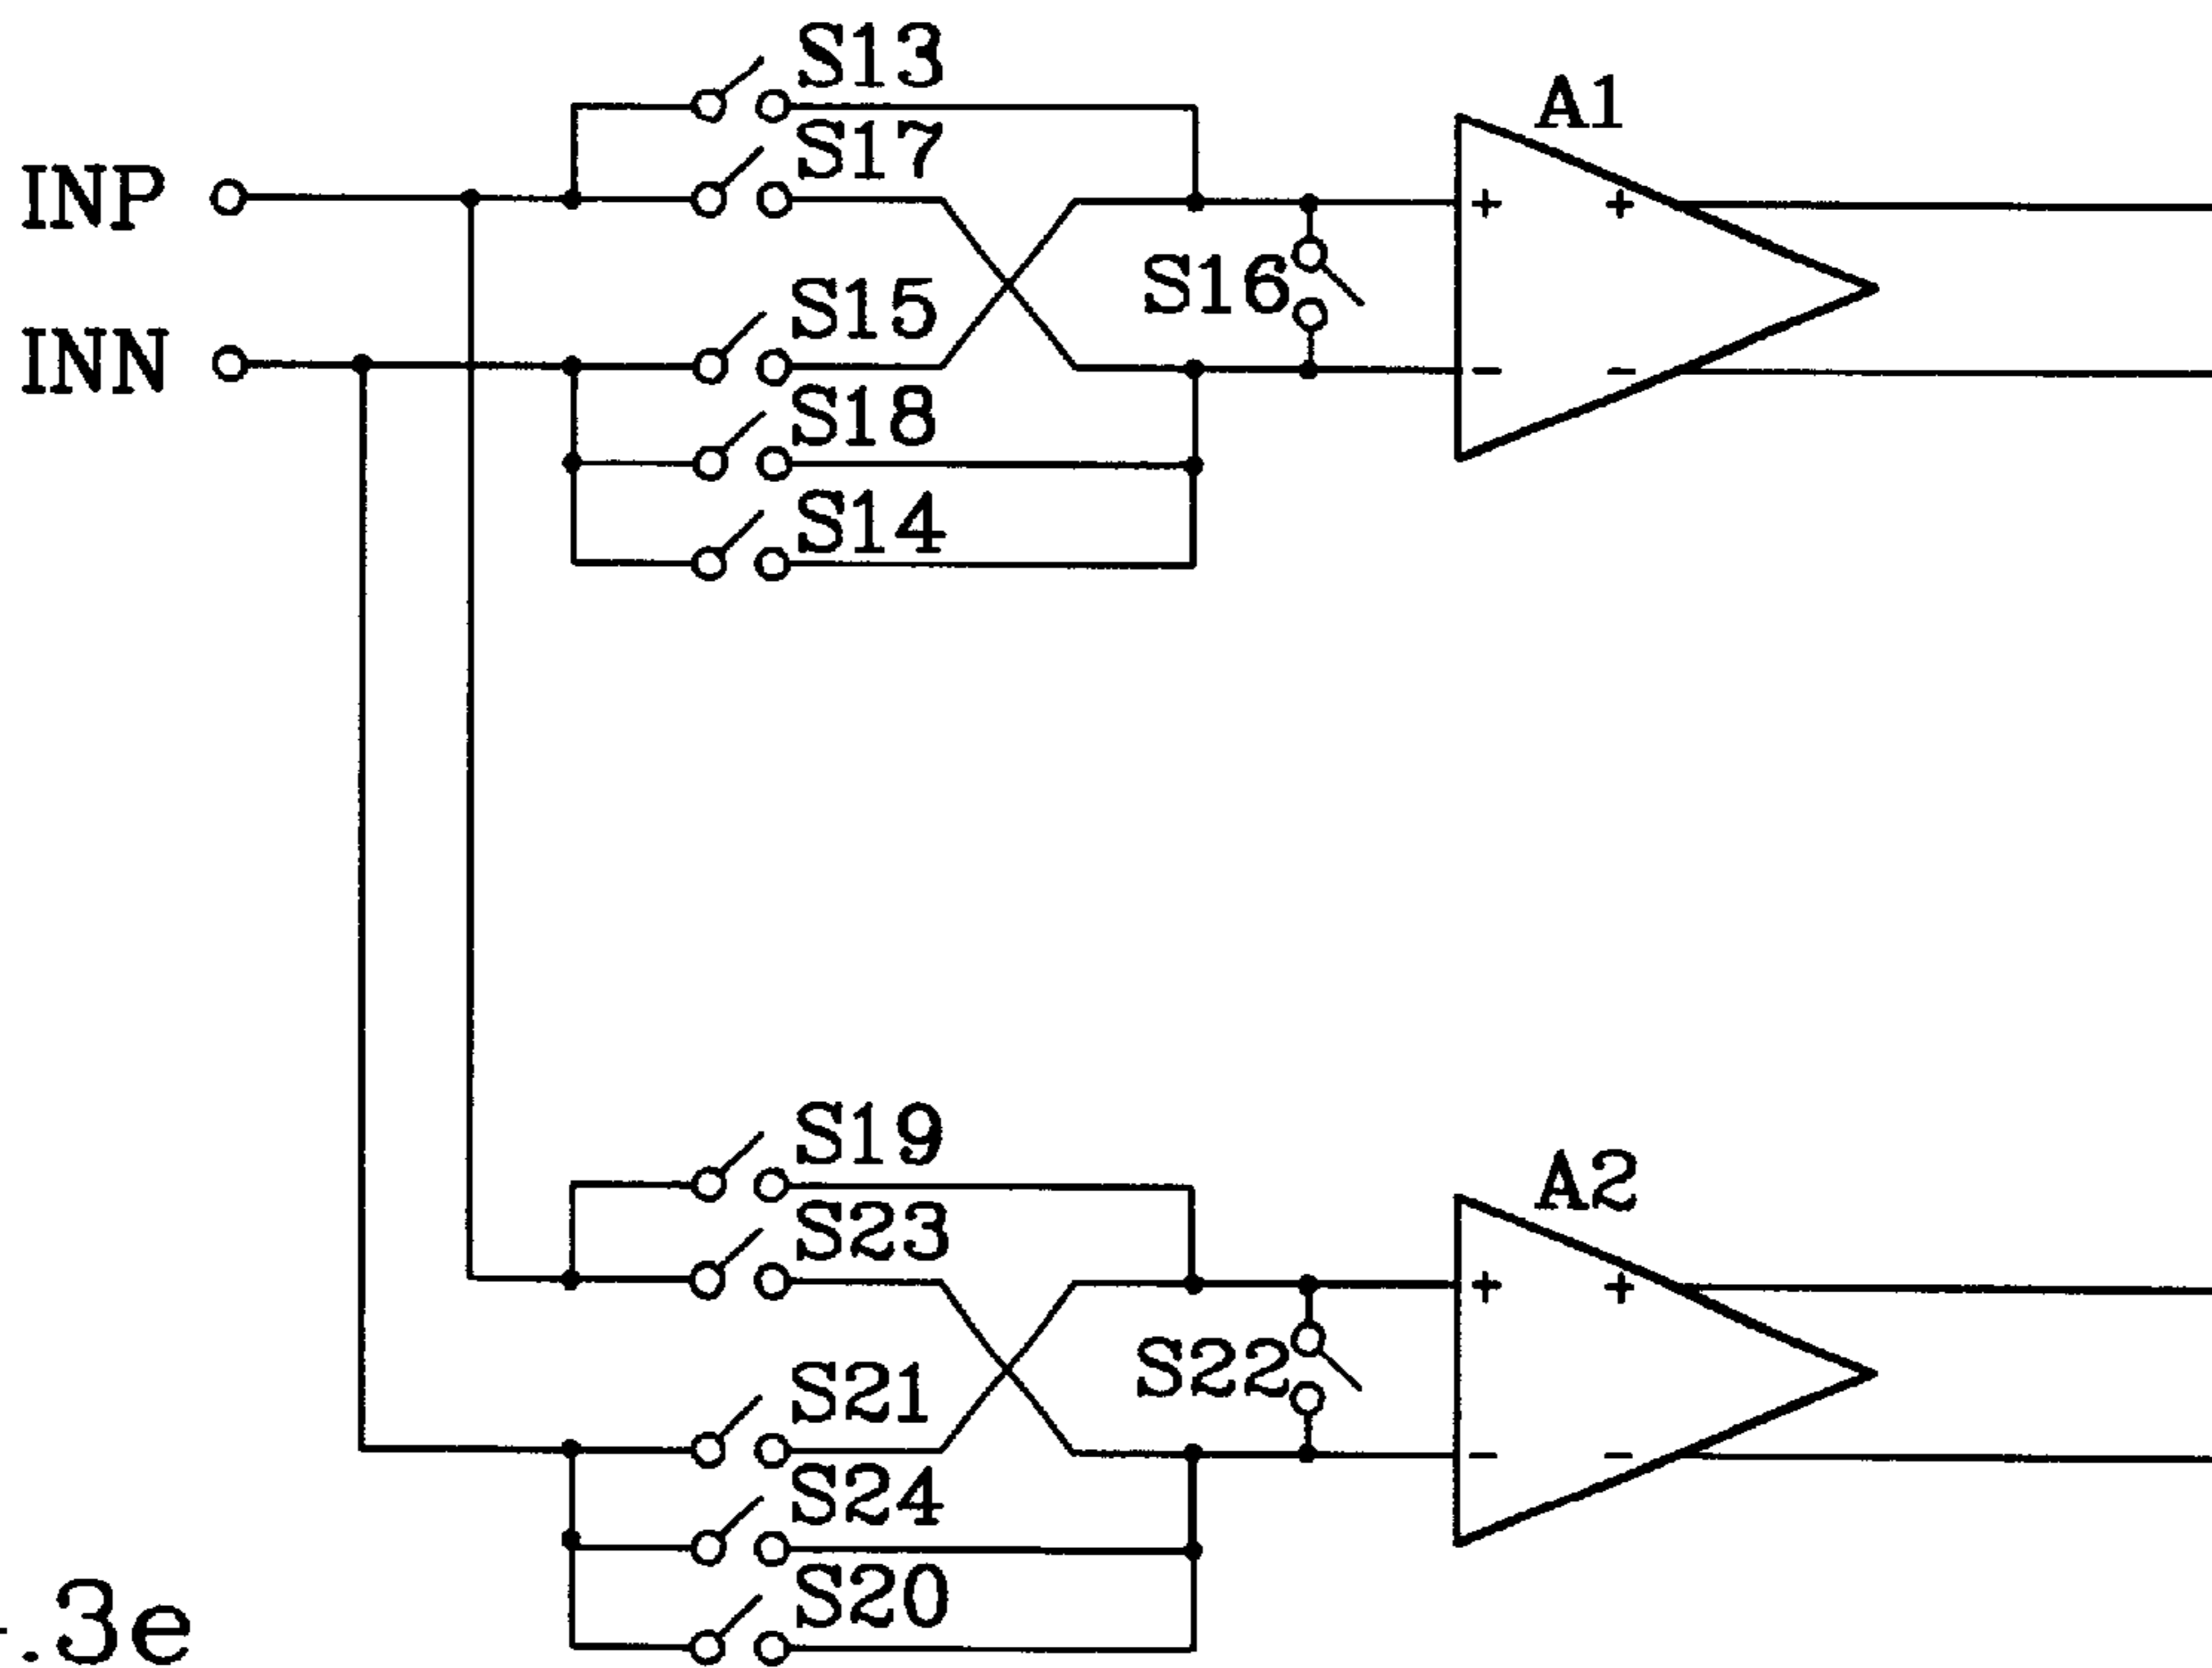 S13
A1
S17
INP
+ +
S16
S15
INN
- -
S18
S14
S19
A2
S23
+ +
S22
S21
- -
S24
S20
.3e